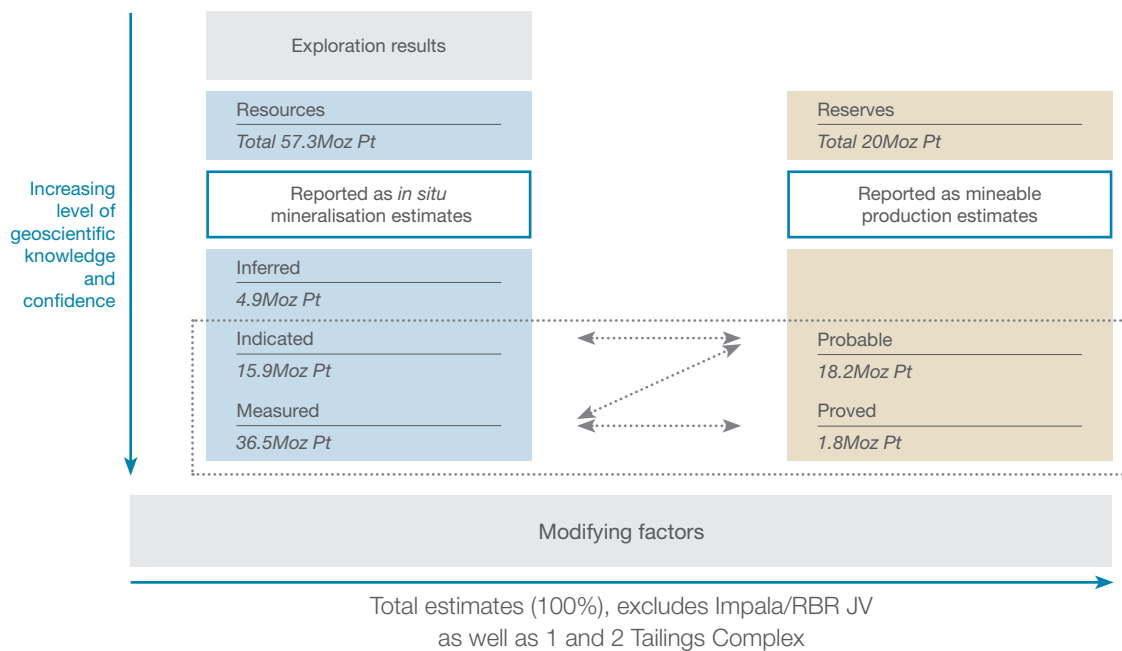 Exploration results
Resources
Total 57.3Moz Pt
Reserves
Total 20Moz Pt
Increasing
level of
geoscientific
knowledge
and
confidence
Reported as in situ
mineralisation estimates
Reported as mineable
production estimates
Inferred
4.9Moz Pt
Indicated
15.9Moz Pt
Probable
18.2Moz Pt
Measured
36.5Moz Pt
Proved
1.8Moz Pt
Modifying factors
Total estimates (100%), excludes Impala/RBR JV
as well as 1 and 2 Tailings Complex